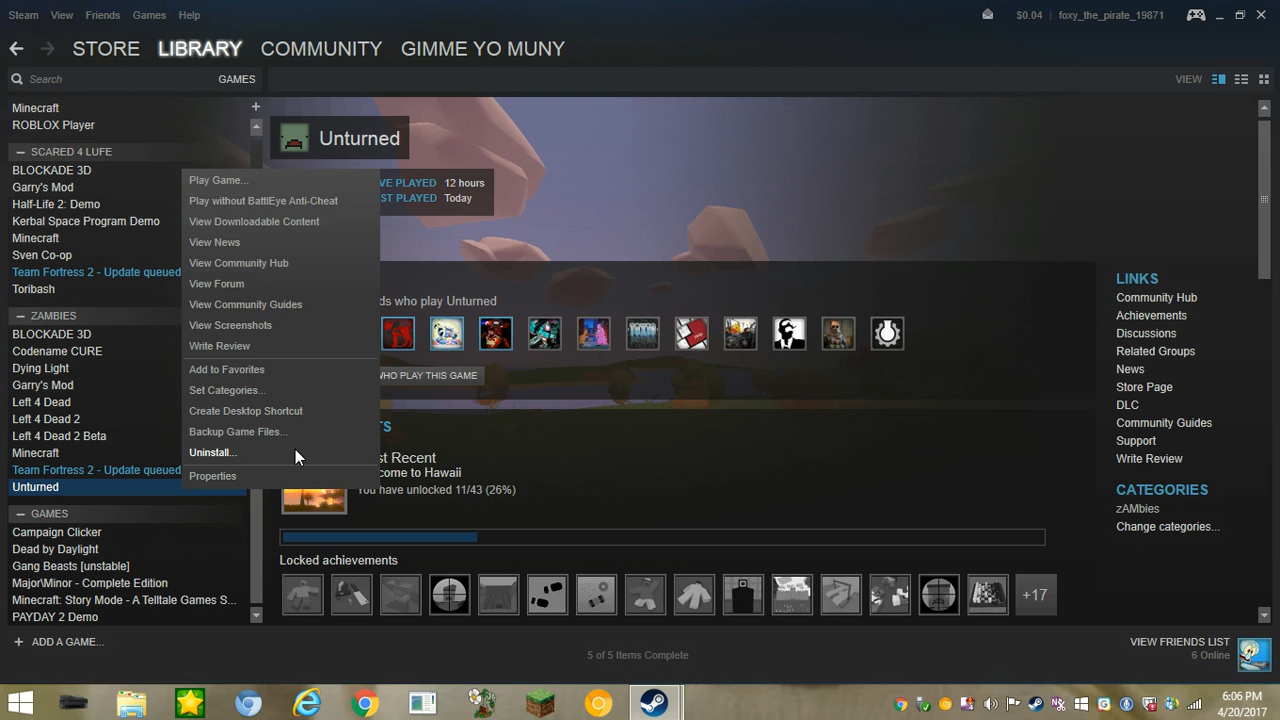 Steam View Friends Games Help
$0.04 foxy_the_pirate_19871
STORE LIBRARY COMMUNITY GIMME YO MUNY
Search GAMES
VIEW
Minecraft
ROBLOX Player
SCARED 4 LUFE
BLOCKADE 3D
Garry's Mod
Half-Life 2: Demo
Kerbal Space Program Demo
Minecraft
Sven Co-op
Team Fortress 2 - Update queued
Toribash
ZAMBIES
BLOCKADE 3D
Codename CURE
Dying Light
Garry's Mod
Left 4 Dead
Left 4 Dead 2
Left 4 Dead 2 Beta
Minecraft
Team Fortress 2 - Update queued
Unturned
GAMES
Campaign Clicker
Dead by Daylight
Gang Beasts [unstable]
Major\Minor - Complete Edition
Minecraft: Story Mode - A Telltale Games S...
PAYDAY 2 Demo
+ ADD A GAME...
Play Game...
Play without BattlEye Anti-Cheat
View Downloadable Content
View News
View Community Hub
View Forum
View Community Guides
View Screenshots
Write Review
Add to Favorites
Set Categories...
Create Desktop Shortcut
Backup Game Files...
Uninstall...
Properties
Unturned
VE PLAYED 12 hours
ST PLAYED Today
ds who play Unturned
WHO PLAY THIS GAME
TS
st Recent
come to Hawaii
You have unlocked 11/43 (26%)
Locked achievements
+17
LINKS
Community Hub
Achievements
Discussions
Related Groups
News
Store Page
DLC
Community Guides
Support
Write Review
CATEGORIES
zAMbies
Change categories...
5 of 5 Items Complete
VIEW FRIENDS LIST
6 Online
6:06 PM
4/20/2017